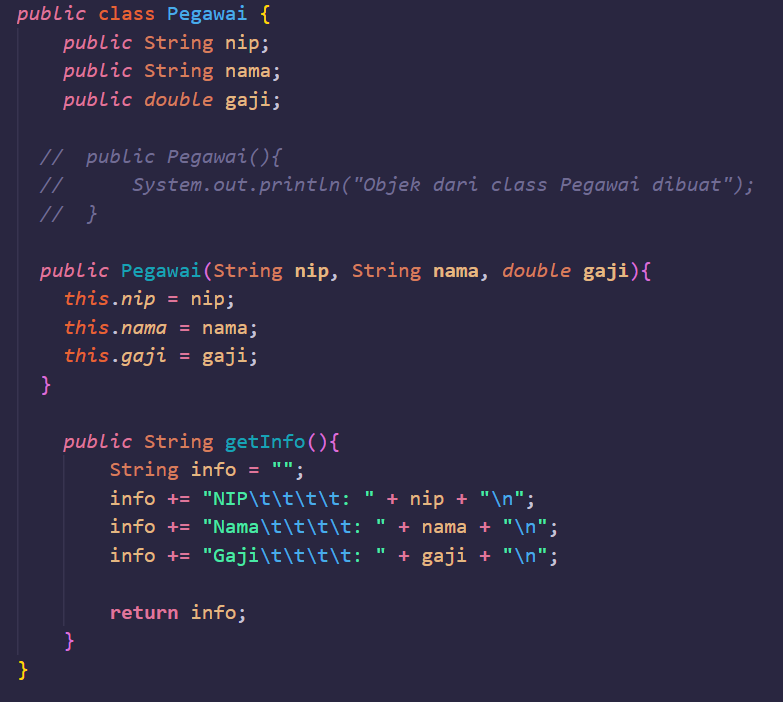 public class Pegawai {
    public String nip;
    public String nama;
    public double gaji;

  //  public Pegawai(){
  //      System.out.println("Objek dari class Pegawai dibuat");
  //  }

  public Pegawai(String nip, String nama, double gaji){
    this.nip = nip;
    this.nama = nama;
    this.gaji = gaji;
  }

    public String getInfo(){
        String info = "";
        info += "NIP\t\t\t\t: " + nip + "\n";
        info += "Nama\t\t\t\t: " + nama + "\n";
        info += "Gaji\t\t\t\t: " + gaji + "\n";

        return info;
    }
}